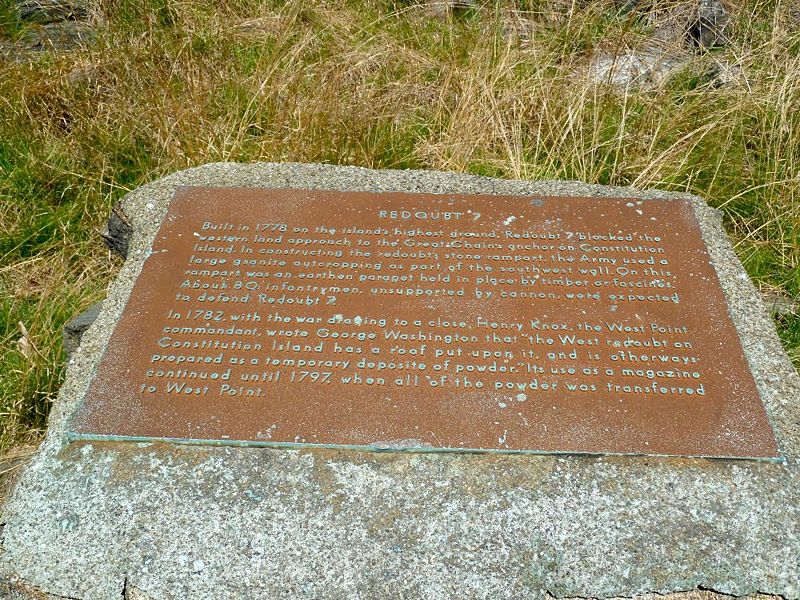 REDOUBT 7
Built in 1778 on the island's highest ground, Redoubt 7 blocked the
western land approach to the Great Chain's anchor on Constitution
Island. In constructing the redoubt's stone rampart, the Army used a
large granite outcropping as part of the southwest wall. On this
rampart was an earthen parapet held in place by timber or fascines.
About 80 infantrymen, unsupported by cannon, were expected
to defend Redoubt 7.
In 1782, with the war drawing to a close, Henry Knox, the West Point
commandant, wrote George Washington that "the West redoubt on
Constitution Island has a roof put upon it, and is otherways
prepared as a temporary deposite of powder." Its use as a magazine
continued until 1797, when all of the powder was transferred
to West Point.